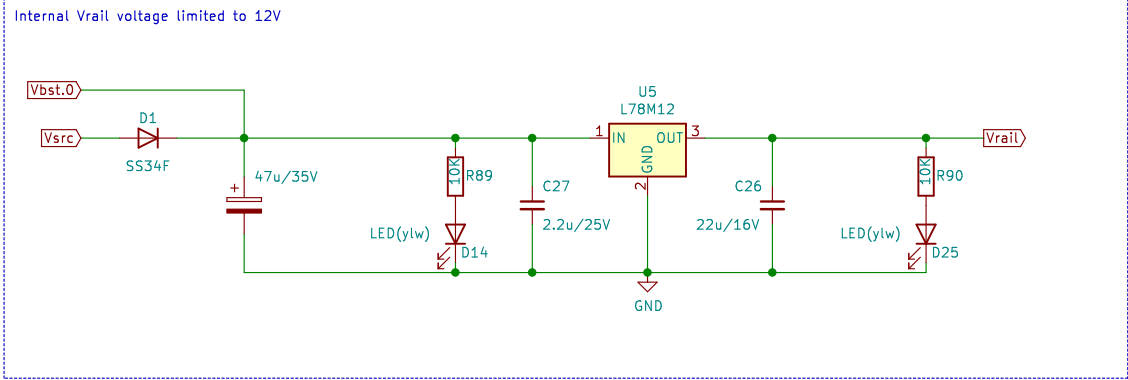 Internal Vrail voltage limited to 12V
Vbst.0
Vsrc
D1
SS34F
+
47u/35V
10K
R89
LED(ylw)
D14
C27
2.2u/25V
U5
L78M12
1
IN
OUT
3
GND
2
GND
C26
22u/16V
10K
R90
LED(ylw)
D25
Vrail